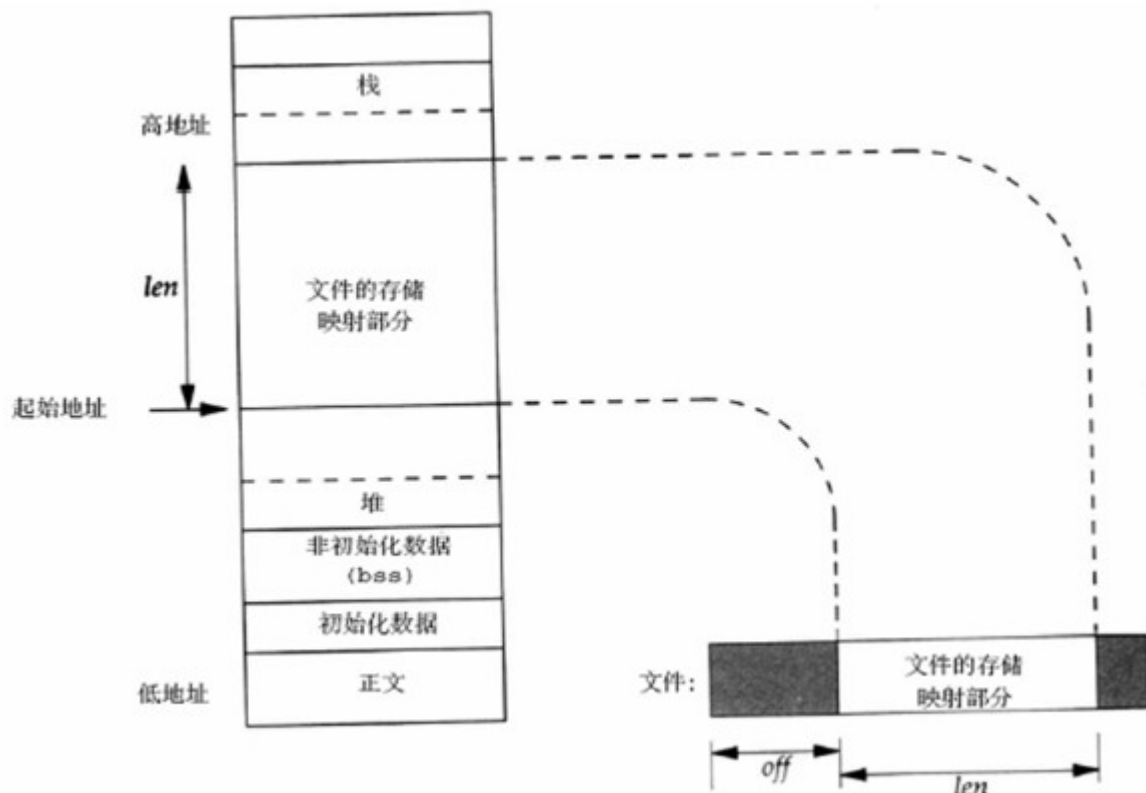 栈
高地址
len
文件的存储
映射部分
起始地址
堆
非初始化数据
(bss)
初始化数据
低地址
正文
文件:
文件的存储
映射部分
off
len